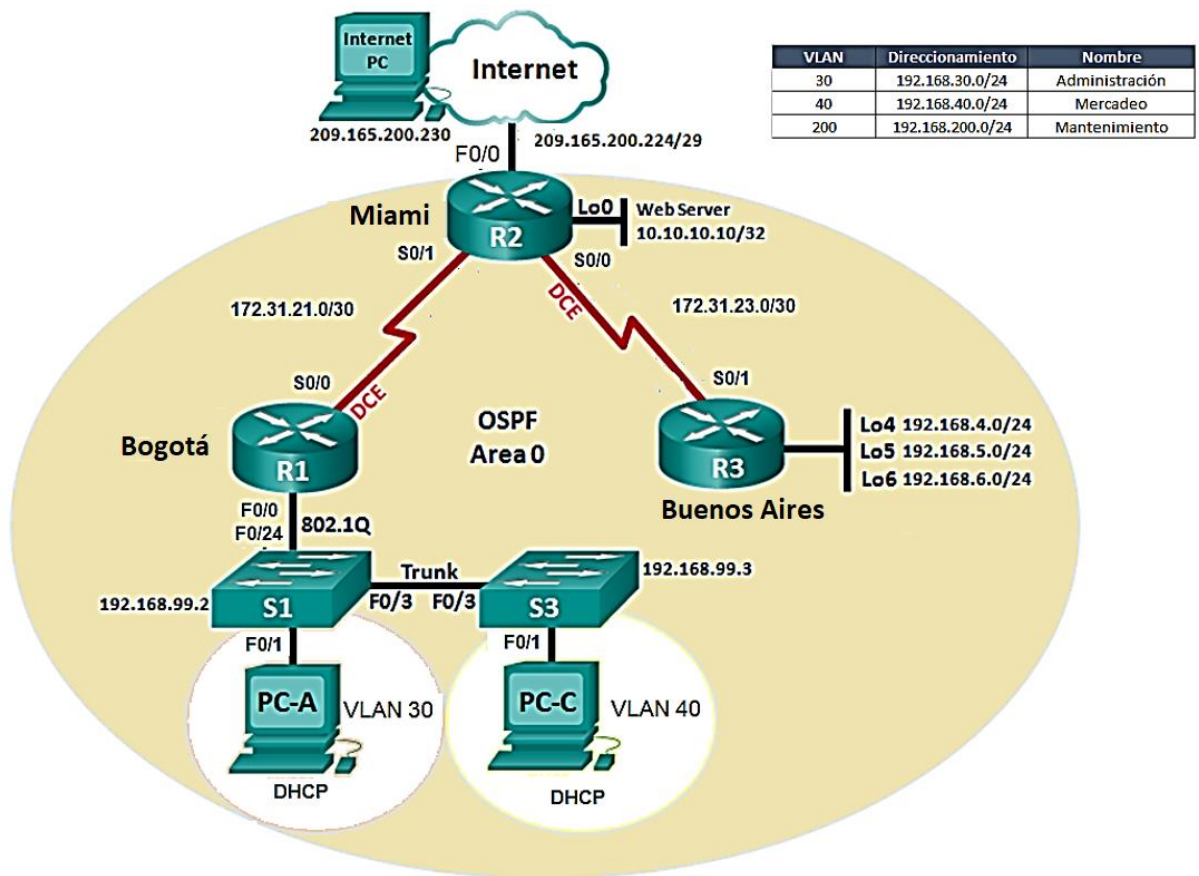 Internet
PC
Internet
209.165.200.230
209.165.200.224/29
F0/0
VLAN Direccionamiento Nombre
30 192.168.30.0/24 Administración
40 192.168.40.0/24 Mercadeo
200 192.168.200.0/24 Mantenimiento
Miami
R2
Lo0
Web Server
10.10.10.10/32
S0/1
S0/0
DCE
172.31.21.0/30
172.31.23.0/30
S0/0
DCE
S0/1
Bogotá
R1
OSPF
Area 0
R3
Buenos Aires
Lo4 192.168.4.0/24
Lo5 192.168.5.0/24
Lo6 192.168.6.0/24
F0/0
F0/24
802.1Q
192.168.99.2
S1
Trunk
F0/3 F0/3
S3
192.168.99.3
F0/1
F0/1
PC-A
VLAN 30
DHCP
PC-C
VLAN 40
DHCP